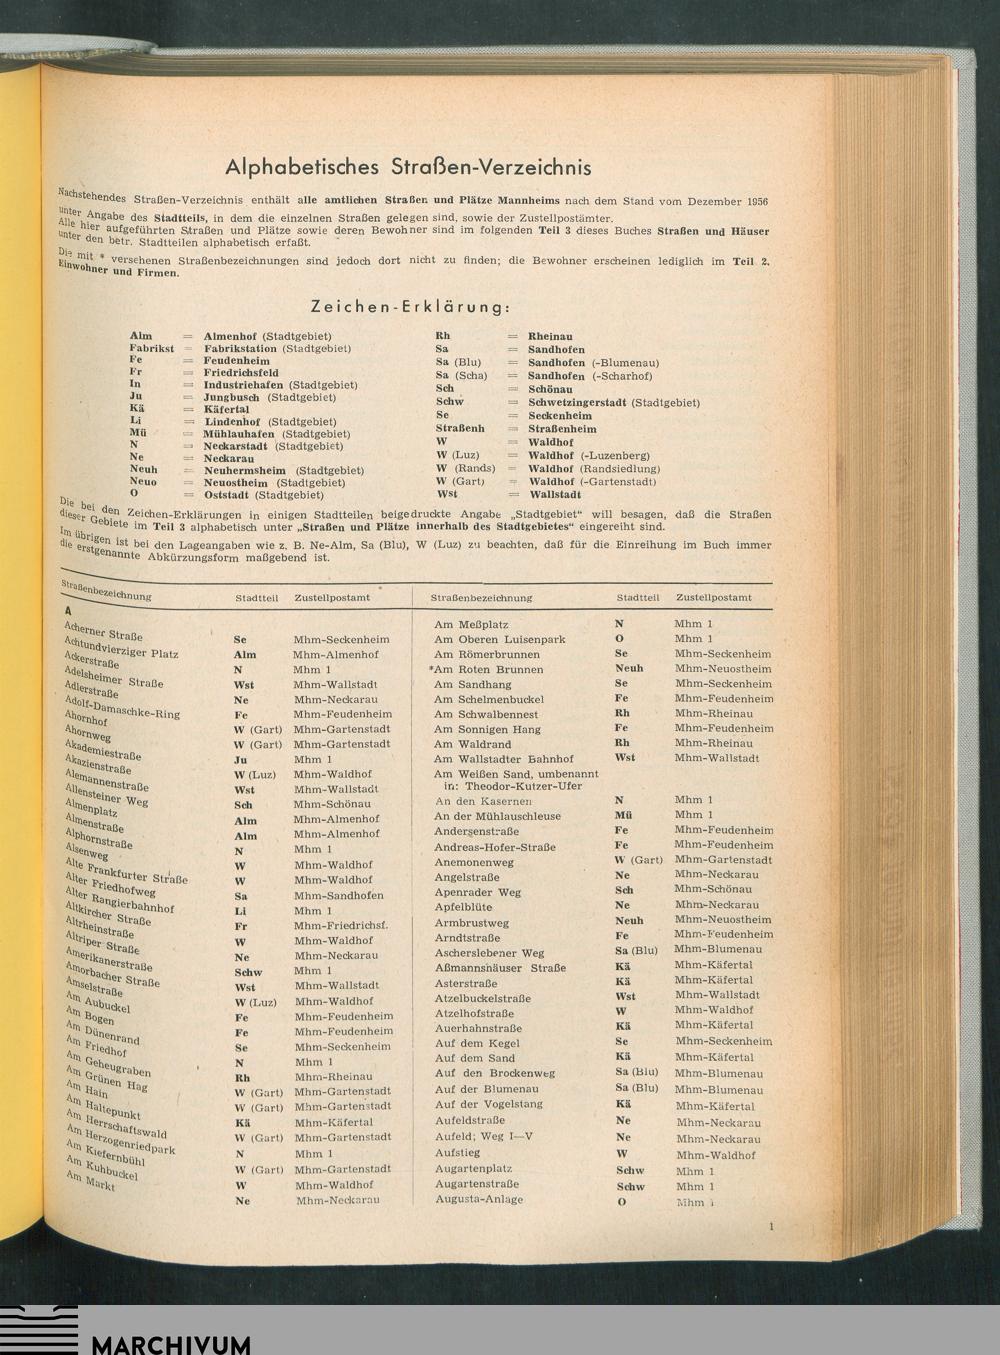 Alphabetisches Straßen-Verzeichnis
Nachstehendes Straßen-Verzeichnis enthält alle amtlichen Straßen und Plätze Mannheims nach dem Stand vom Dezember 1956
unter Angabe des Stadtteils, in dem die einzelnen Straßen gelegen sind, sowie der Zustellpostämter.
Alle hier aufgeführten Straßen und Plätze sowie deren Bewohner sind im folgenden Teil 3 dieses Buches Straßen und Häuser
unter den betr. Stadtteilen alphabetisch erfaßt.
Die mit * versehenen Straßenbezeichnungen sind jedoch dort nicht zu finden; die Bewohner erscheinen lediglich im Teil 2,
Einwohner und Firmen.
Zeichen-Erklärung:
Alm = Almenhof (Stadtgebiet)
Fabrikst = Fabrikstation (Stadtgebiet)
Fe = Feudenheim
Fr = Friedrichsfeld
In = Industriehafen (Stadtgebiet)
Ju = Jungbusch (Stadtgebiet)
Kä = Käfertal
Li = Lindenhof (Stadtgebiet)
Mü = Mühlauhafen (Stadtgebiet)
N = Neckarstadt (Stadtgebiet)
Ne = Neckarau
Neuh = Neuhermsheim (Stadtgebiet)
Neuo = Neuostheim (Stadtgebiet)
O = Oststadt (Stadtgebiet)
Rh = Rheinau
Sa = Sandhofen
Sa (Blu) = Sandhofen (-Blumenau)
Sa (Scha) = Sandhofen (-Scharhof)
Sch = Schönau
Schw = Schwetzingerstadt (Stadtgebiet)
Se = Seckenheim
Straßenh = Straßenheim
W = Waldhof
W (Luz) = Waldhof (-Luzenberg)
W (Rands) = Waldhof (Randsiedlung)
W (Gart) = Waldhof (-Gartenstadt)
Wst = Wallstadt
Die bei den Zeichen-Erklärungen in einigen Stadtteilen beigedruckte Angabe „Stadtgebiet“ will besagen, daß die Straßen
dieser Gebiete im Teil 3 alphabetisch unter „Straßen und Plätze innerhalb des Stadtgebietes“ eingereiht sind.
Im übrigen ist bei den Lageangaben wie z. B. Ne-Alm, Sa (Blu), W (Luz) zu beachten, daß für die Einreihung im Buch immer
die erstgenannte Abkürzungsform maßgebend ist.
Straßenbezeichnung Stadtteil Zustellpostamt
A
Acherner Straße Se Mhm-Seckenheim
Achtundvierziger Platz Alm Mhm-Almenhof
Ackerstraße N Mhm 1
Adelsheimer Straße Wst Mhm-Wallstadt
Adlerstraße Ne Mhm-Neckarau
Adolf-Damaschke-Ring Fe Mhm-Feudenheim
Ahornhof W (Gart) Mhm-Gartenstadt
Ahornweg W (Gart) Mhm-Gartenstadt
Akademiestraße Ju Mhm 1
Akazienstraße W (Luz) Mhm-Waldhof
Alemannenstraße Wst Mhm-Wallstadt
Allensteiner Weg Sch Mhm-Schönau
Almenplatz Alm Mhm-Almenhof
Almenstraße Alm Mhm-Almenhof
Alphornstraße N Mhm 1
Alsenweg W Mhm-Waldhof
Alte Frankfurter Straße W Mhm-Waldhof
Alter Friedhofweg Sa Mhm-Sandhofen
Alter Rangierbahnhof Li Mhm 1
Altkircher Straße Fr Mhm-Friedrichsf.
Altrheinstraße W Mhm-Waldhof
Altriper Straße Ne Mhm-Neckarau
Amerikanerstraße Schw Mhm 1
Amorbacher Straße Wst Mhm-Wallstadt
Amselstraße W (Luz) Mhm-Waldhof
Am Aubuckel Fe Mhm-Feudenheim
Am Bogen Fe Mhm-Feudenheim
Am Dünenrand Se Mhm-Seckenheim
Am Friedhof N Mhm 1
Am Geheugraben Rh Mhm-Rheinau
Am Grünen Hag W (Gart) Mhm-Gartenstadt
Am Hain W (Gart) Mhm-Gartenstadt
Am Haltepunkt Kä Mhm-Käfertal
Am Herrschaftswald W (Gart) Mhm-Gartenstadt
Am Herzogenriedpark N Mhm 1
Am Kiefernbühl W (Gart) Mhm-Gartenstadt
Am Kuhbuckel W Mhm-Waldhof
Am Markt Ne Mhm-Neckarau
Straßenbezeichnung Stadtteil Zustellpostamt
Am Meßplatz N Mhm 1
Am Oberen Luisenpark O Mhm 1
Am Römerbrunnen Se Mhm-Seckenheim
*Am Roten Brunnen Neuh Mhm-Neuostheim
Am Sandhang Se Mhm-Seckenheim
Am Schelmenbuckel Fe Mhm-Feudenheim
Am Schwalbennest Rh Mhm-Rheinau
Am Sonnigen Hang Fe Mhm-Feudenheim
Am Waldrand Rh Mhm-Rheinau
Am Wallstadter Bahnhof Wst Mhm-Wallstadt
Am Weißen Sand, umbenannt
in: Theodor-Kutzer-Ufer
An den Kasernen N Mhm 1
An der Mühlauschleuse Mü Mhm 1
Andersenstraße Fe Mhm-Feudenheim
Andreas-Hofer-Straße Fe Mhm-Feudenheim
Anemonenweg W (Gart) Mhm-Gartenstadt
Angelstraße Ne Mhm-Neckarau
Apenrader Weg Sch Mhm-Schönau
Apfelblüte Ne Mhm-Neckarau
Armbrustweg Neuh Mhm-Neuostheim
Arndtstraße Fe Mhm-Feudenheim
Ascherslebener Weg Sa (Blu) Mhm-Blumenau
Aßmannshäuser Straße Kä Mhm-Käfertal
Asterstraße Kä Mhm-Käfertal
Atzelbuckelstraße Wst Mhm-Wallstadt
Atzelhofstraße W Mhm-Waldhof
Auerhahnstraße Kä Mhm-Käfertal
Auf dem Kegel Se Mhm-Seckenheim
Auf dem Sand Kä Mhm-Käfertal
Auf den Brockenweg Sa (Blu) Mhm-Blumenau
Auf der Blumenau Sa (Blu) Mhm-Blumenau
Auf der Vogelstang Kä Mhm-Käfertal
Aufeldstraße Ne Mhm-Neckarau
Aufeld; Weg I—V Ne Mhm-Neckarau
Aufstieg W Mhm-Waldhof
Augartenplatz Schw Mhm 1
Augartenstraße Schw Mhm 1
Augusta-Anlage O Mhm 1
1
MARCHIVUM